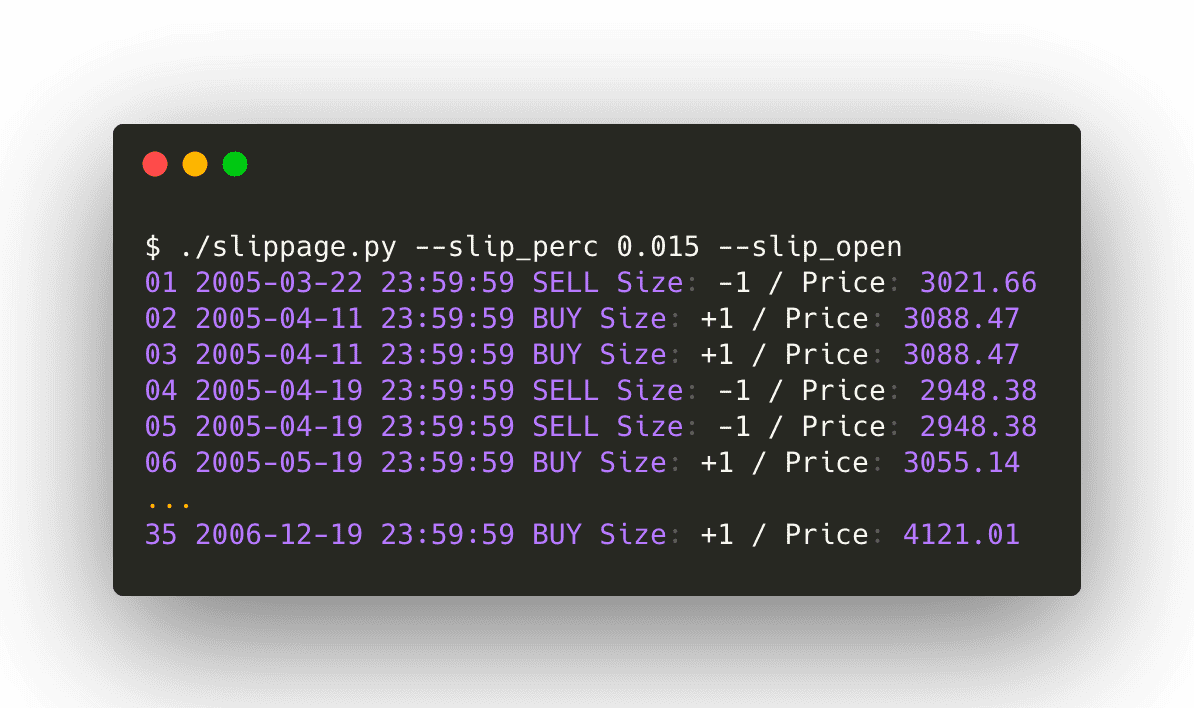 $ ./slippage.py --slip_perc 0.015 --slip_open
01 2005-03-22 23:59:59 SELL Size: -1 / Price: 3021.66
02 2005-04-11 23:59:59 BUY Size: +1 / Price: 3088.47
03 2005-04-11 23:59:59 BUY Size: +1 / Price: 3088.47
04 2005-04-19 23:59:59 SELL Size: -1 / Price: 2948.38
05 2005-04-19 23:59:59 SELL Size: -1 / Price: 2948.38
06 2005-05-19 23:59:59 BUY Size: +1 / Price: 3055.14
...
35 2006-12-19 23:59:59 BUY Size: +1 / Price: 4121.01